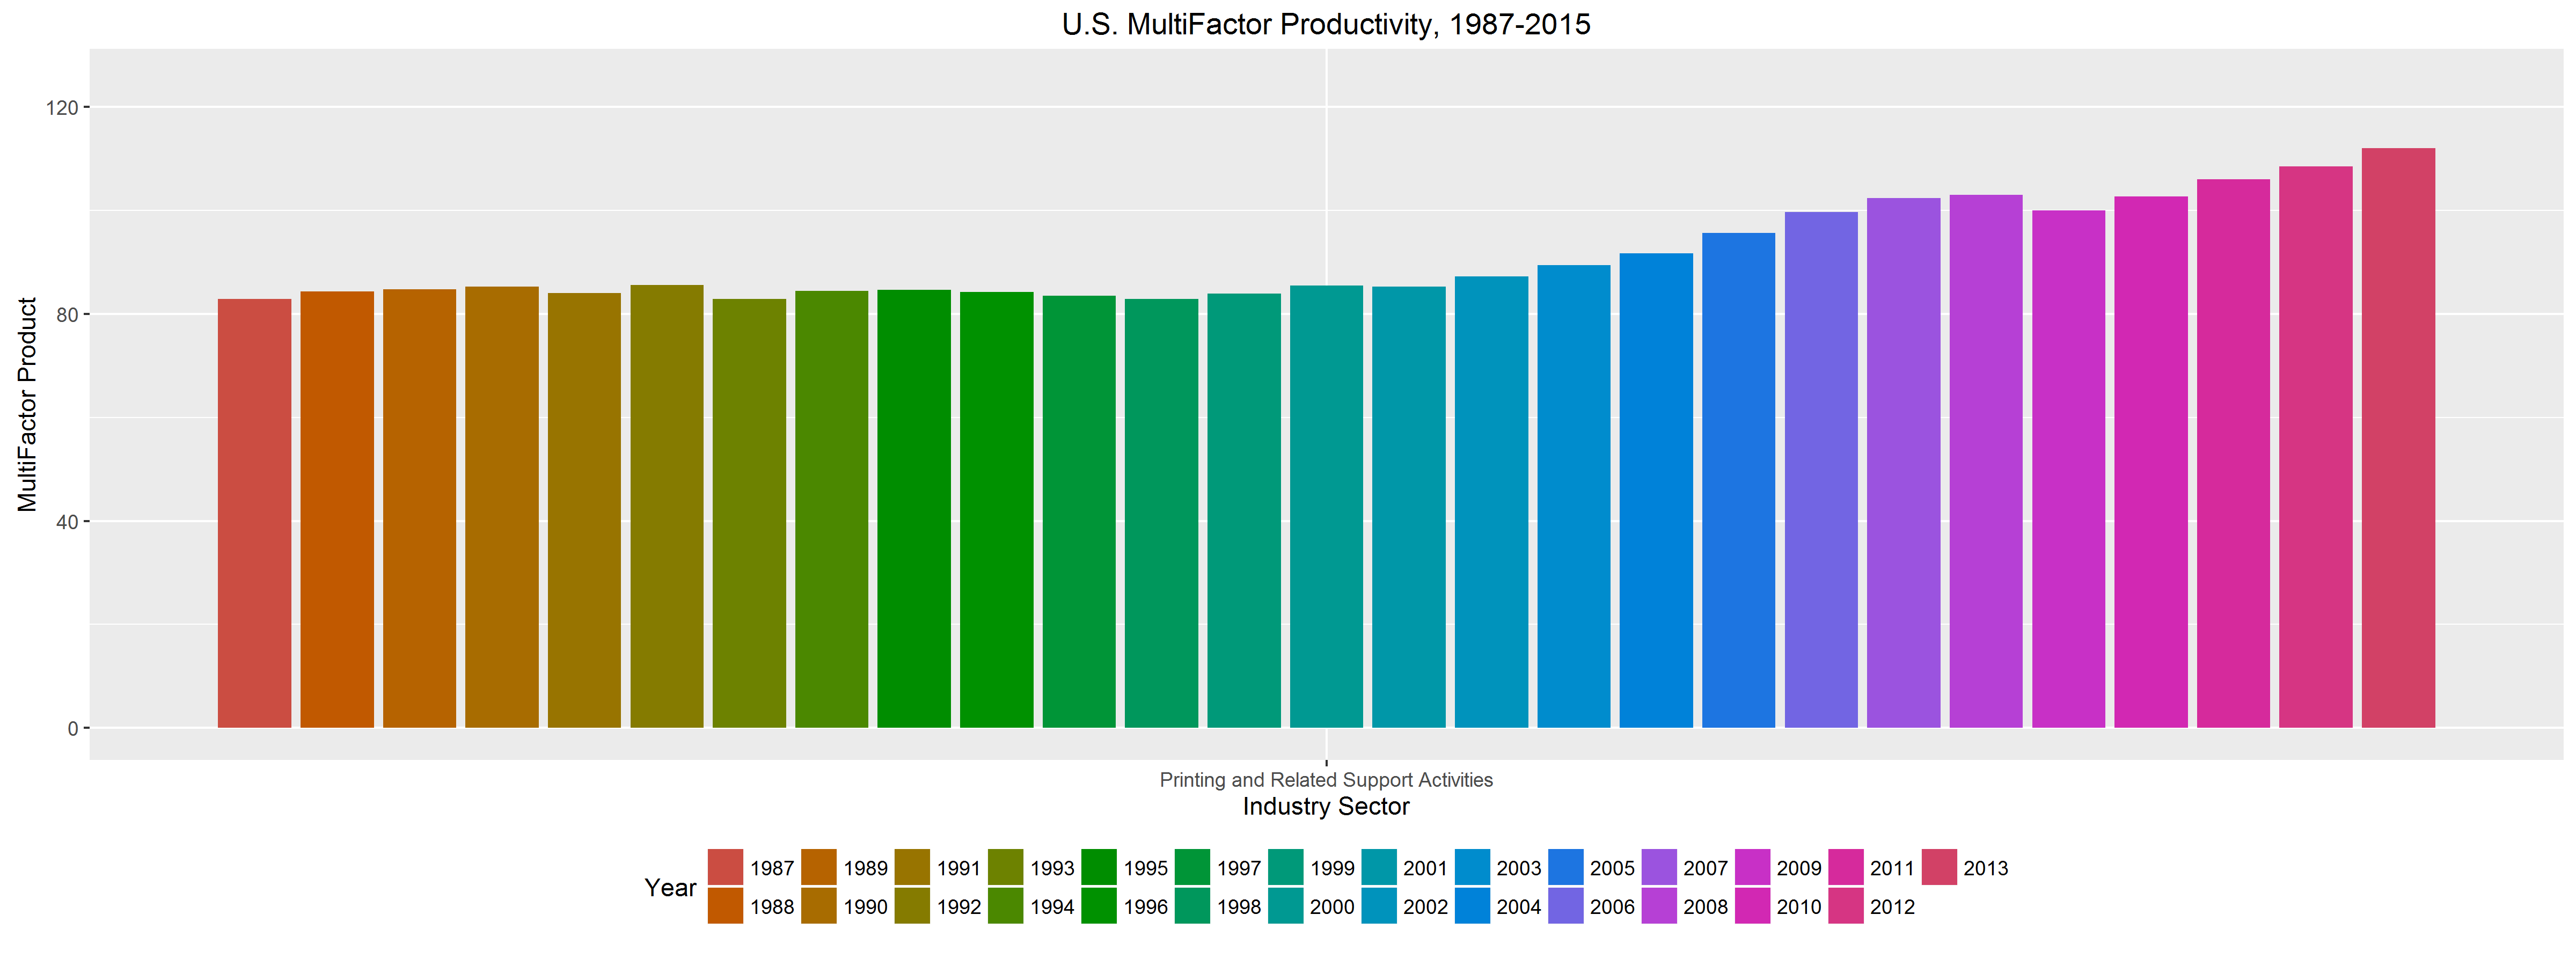 U.S. MultiFactor Productivity, 1987-2015
MultiFactor Product
120
80
40
0
Printing and Related Support Activities
Industry Sector
Year
1987 1989 1991 1993 1995 1997 1999 2001 2003 2005 2007 2009 2011 2013
1988 1990 1992 1994 1996 1998 2000 2002 2004 2006 2008 2010 2012